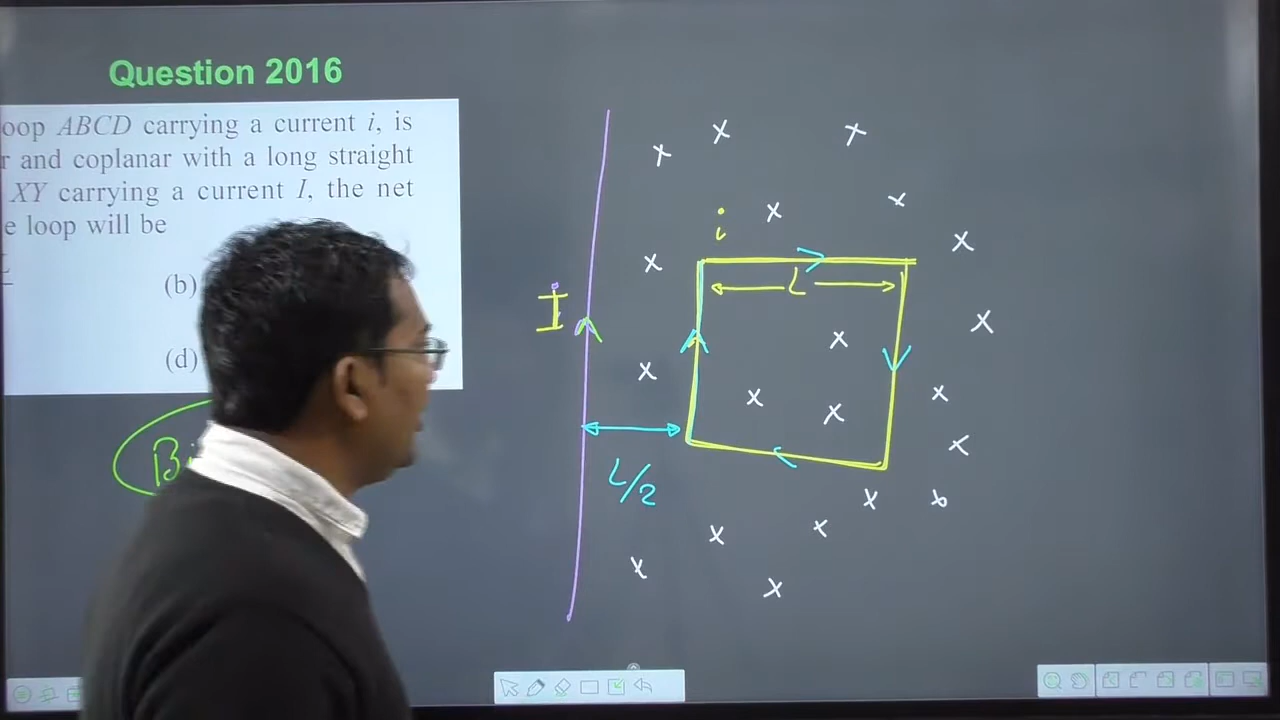 Question 2016
oop ABCD carrying a current i, is
r and coplanar with a long straight
XY carrying a current I, the net
e loop will be
(b)
(d)
B
I
i
L
L/2
x x x
x x
x x
x
x x
x x x
x x
x x
x x
x x